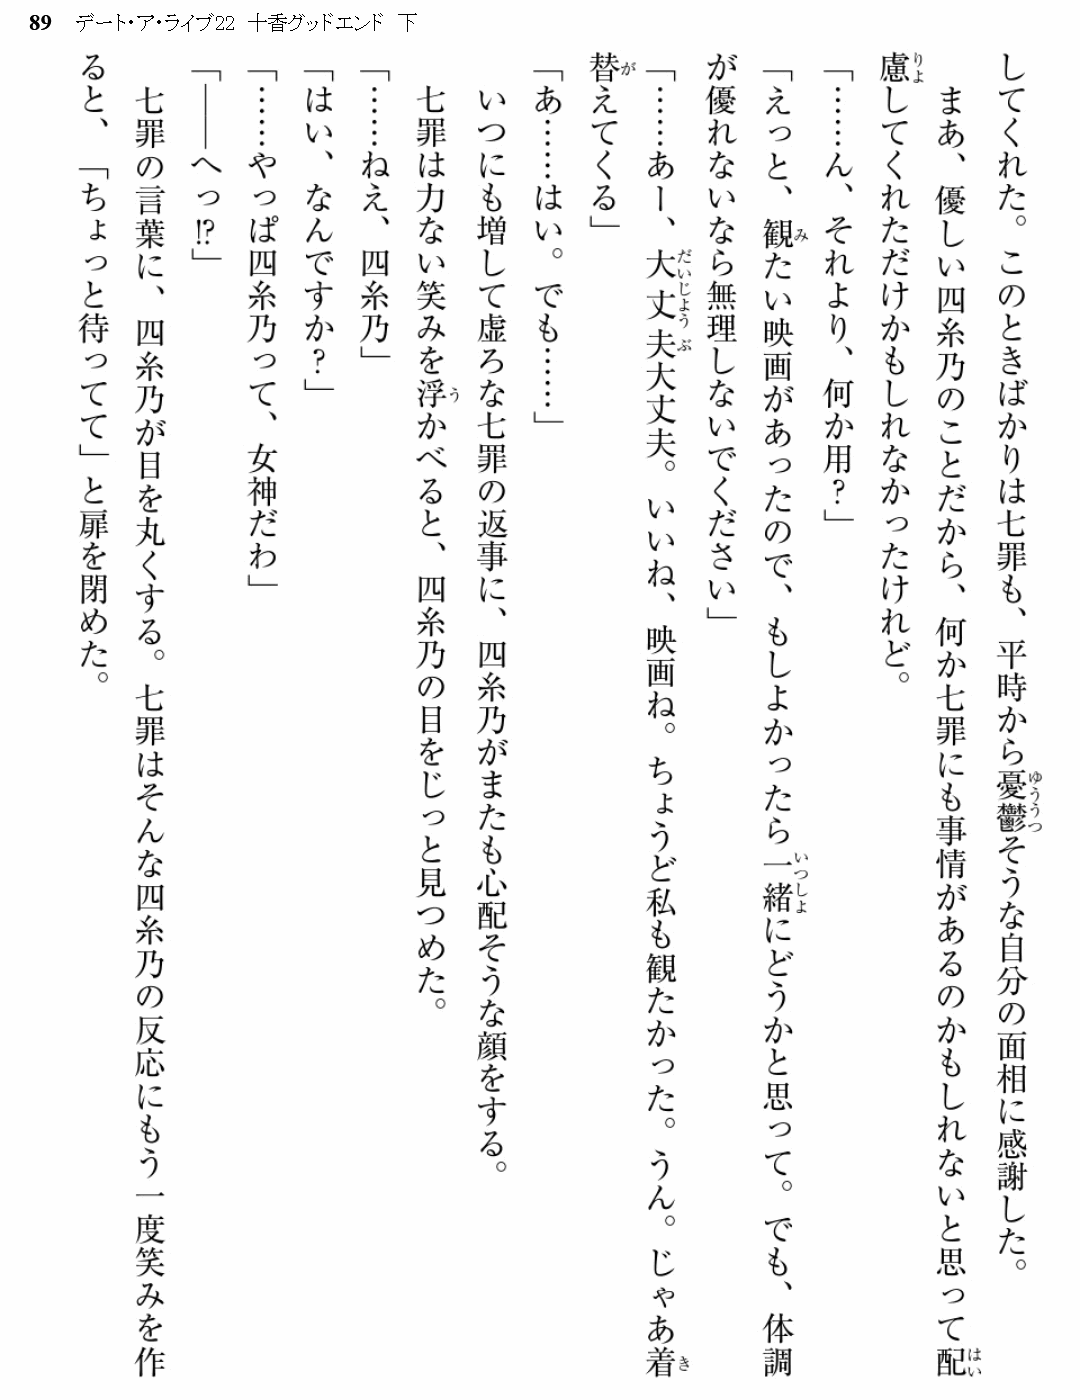 89 デート・ア・ライブ22 十香グッドエンド 下
してくれた。このときばかりは七罪も、平時から憂鬱そうな自分の面相に感謝した。
まあ、優しい四糸乃のことだから、何か七罪にも事情があるのかもしれないと思って配
慮してくれただけかもしれなかったけれど。
「……ん、それより、何か用?」
「えっと、観たい映画があったので、もしよかったら一緒にどうかと思って。でも、体調
が優れないなら無理しないでください」
「……あー、大丈夫大丈夫。いいね、映画ね。ちょうど私も観たかった。うん。じゃあ着
替えてくる」
「あ……はい。でも……」
いつにも増して虚ろな七罪の返事に、四糸乃がまたも心配そうな顔をする。
七罪は力ない笑みを浮かべると、四糸乃の目をじっと見つめた。
「……ねえ、四糸乃」
「はい、なんですか?」
「……やっぱ四糸乃って、女神だわ」
「――へっ!?」
七罪の言葉に、四糸乃が目を丸くする。七罪はそんな四糸乃の反応にもう一度笑みを作
ると、「ちょっと待ってて」と扉を閉めた。